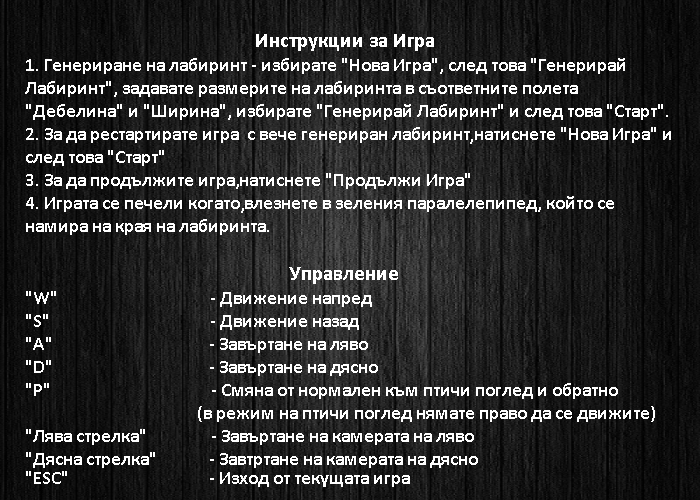 Инструкции за Игра
1. Генериране на лабиринт - избирате "Нова Игра", след това "Генерирай
Лабиринт", задавате размерите на лабиринта в съответните полета
"Дебелина" и "Ширина", избирате "Генерирай Лабиринт" и след това "Старт".
2. За да рестартирате игра с вече генериран лабиринт,натиснете "Нова Игра" и
след това "Старт"
3. За да продължите игра,натиснете "Продължи Игра"
4. Играта се печели когато,влезнете в зеления паралелепипед, който се
намира на края на лабиринта.
Управление
"W" - Движение напред
"S" - Движение назад
"A" - Завъртане на ляво
"D" - Завъртане на дясно
"P" - Смяна от нормален към птичи поглед и обратно
(в режим на птичи поглед нямате право да се движите)
"Лява стрелка" - Завъртане на камерата на ляво
"Дясна стрелка" - Завтртане на камерата на дясно
"ESC" - Изход от текущата игра